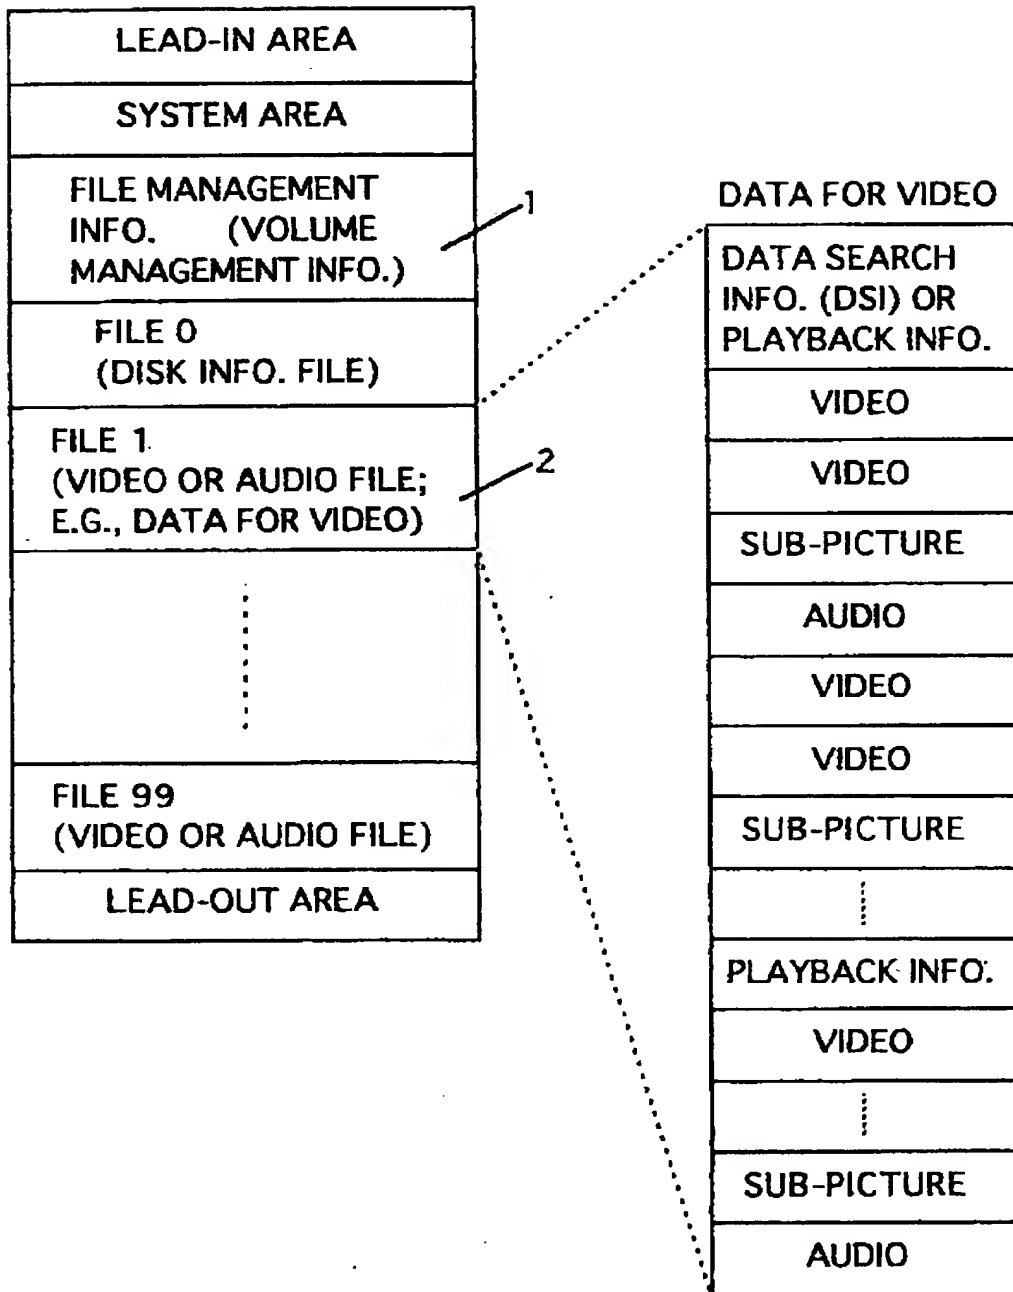 LEAD-IN AREA
SYSTEM AREA
FILE MANAGEMENT
INFO. (VOLUME
MANAGEMENT INFO.)
1
FILE 0
(DISK INFO. FILE)
FILE 1
(VIDEO OR AUDIO FILE;
E.G., DATA FOR VIDEO)
2
FILE 99
(VIDEO OR AUDIO FILE)
LEAD-OUT AREA
DATA FOR VIDEO
DATA SEARCH
INFO. (DSI) OR
PLAYBACK INFO.
VIDEO
VIDEO
SUB-PICTURE
AUDIO
VIDEO
VIDEO
SUB-PICTURE
PLAYBACK INFO.
VIDEO
SUB-PICTURE
AUDIO